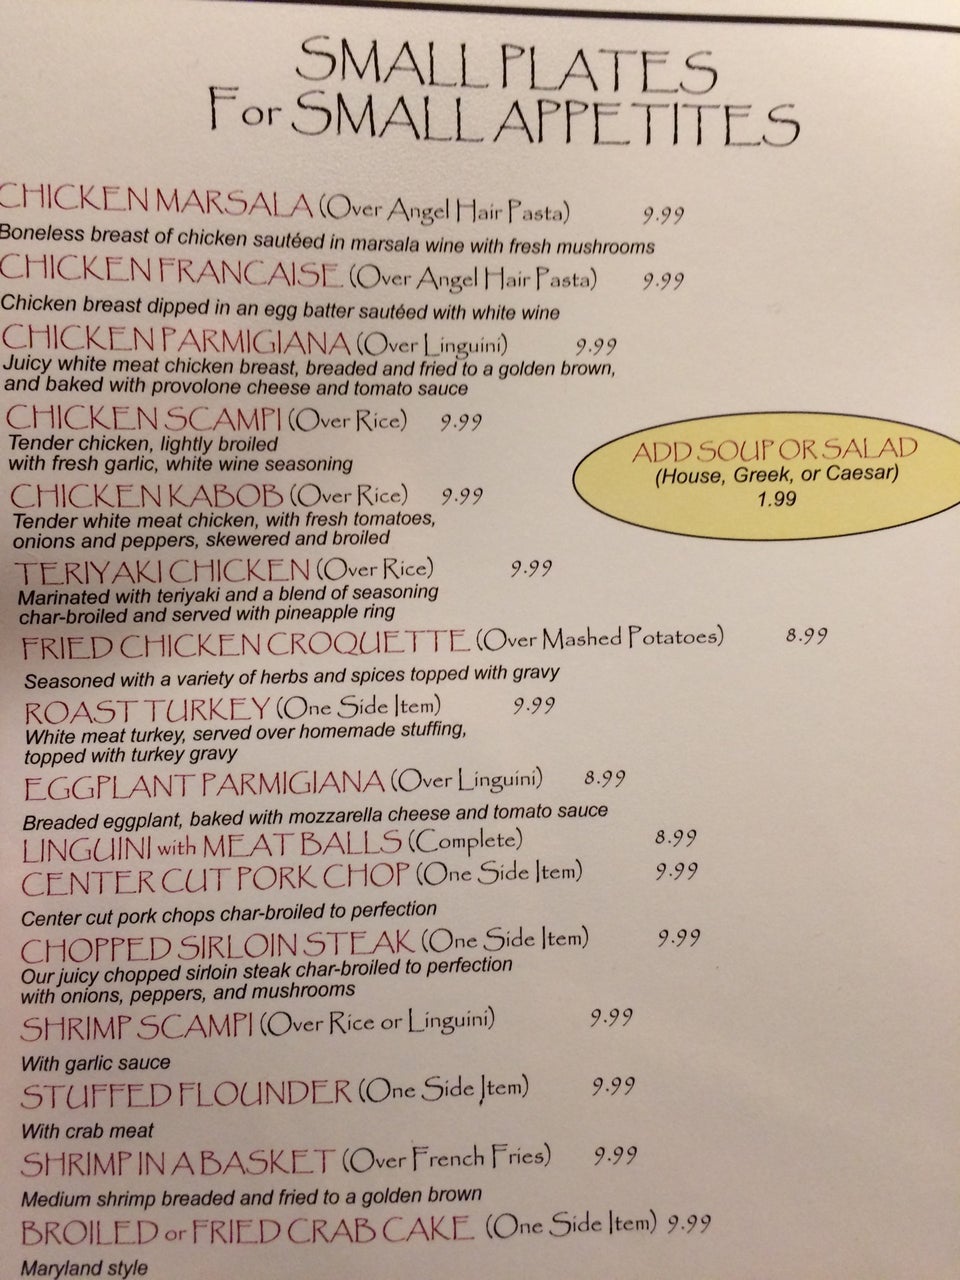 SMALL PLATES
For SMALL APPETITES
CHICKEN MARSALA (Over Angel Hair Pasta) 9.99
Boneless breast of chicken sautéed in marsala wine with fresh mushrooms
CHICKEN FRANCAISE (Over Angel Hair Pasta) 9.99
Chicken breast dipped in an egg batter sautéed with white wine
CHICKEN PARMIGIANA (Over Linguini) 9.99
Juicy white meat chicken breast, breaded and fried to a golden brown,
and baked with provolone cheese and tomato sauce
CHICKEN SCAMPI (Over Rice) 9.99
Tender chicken, lightly broiled
with fresh garlic, white wine seasoning
ADD SOUP OR SALAD
(House, Greek, or Caesar)
1.99
CHICKEN KABOB (Over Rice) 9.99
Tender white meat chicken, with fresh tomatoes,
onions and peppers, skewered and broiled
TERIYAKI CHICKEN (Over Rice) 9.99
Marinated with teriyaki and a blend of seasoning
char-broiled and served with pineapple ring
FRIED CHICKEN CROQUETTE (Over Mashed Potatoes) 8.99
Seasoned with a variety of herbs and spices topped with gravy
ROAST TURKEY (One Side Item) 9.99
White meat turkey, served over homemade stuffing,
topped with turkey gravy
EGGPLANT PARMIGIANA (Over Linguini) 8.99
Breaded eggplant, baked with mozzarella cheese and tomato sauce
LINGUINI with MEAT BALLS (Complete) 8.99
CENTER CUT PORK CHOP (One Side Item) 9.99
Center cut pork chops char-broiled to perfection
CHOPPED SIRLOIN STEAK (One Side Item) 9.99
Our juicy chopped sirloin steak char-broiled to perfection
with onions, peppers, and mushrooms
SHRIMP SCAMPI (Over Rice or Linguini) 9.99
With garlic sauce
STUFFED FLOUNDER (One Side Item) 9.99
With crab meat
SHRIMP IN A BASKET (Over French Fries) 9.99
Medium shrimp breaded and fried to a golden brown
BROILED or FRIED CRAB CAKE (One Side Item) 9.99
Maryland style